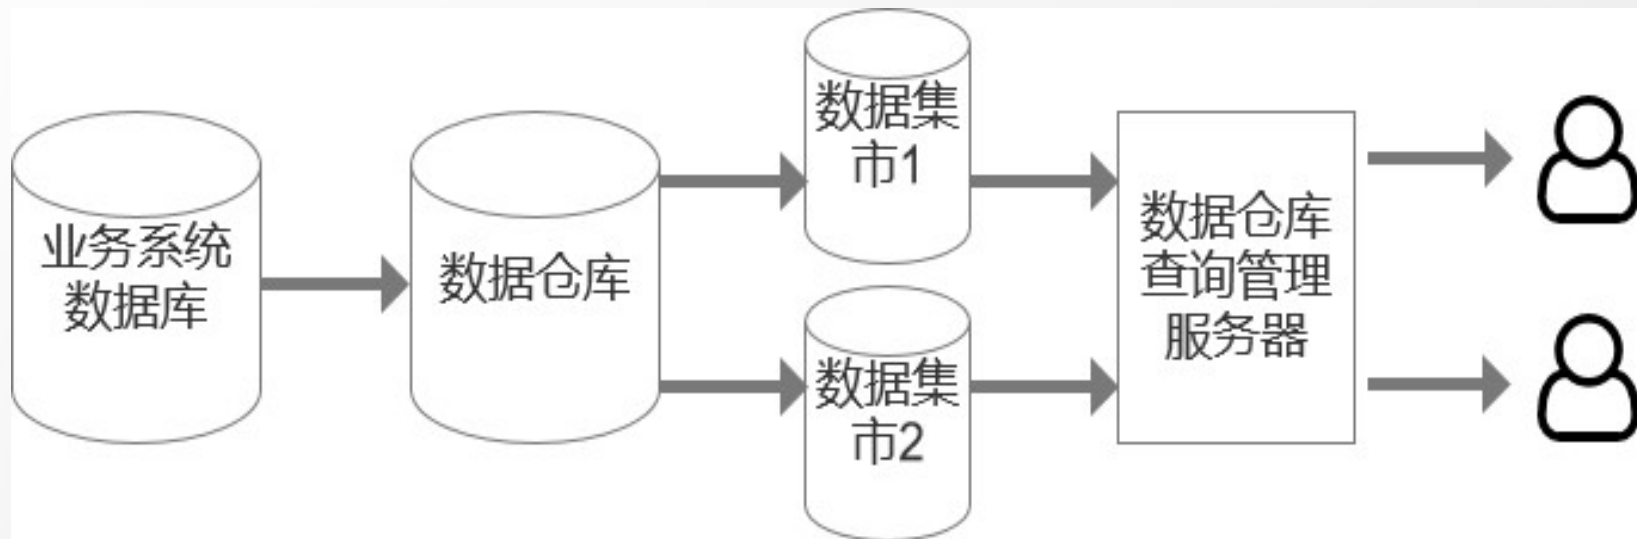 业务系统
数据库
数据仓库
数据集
市1
数据集
市2
数据仓库
查询管理
服务器